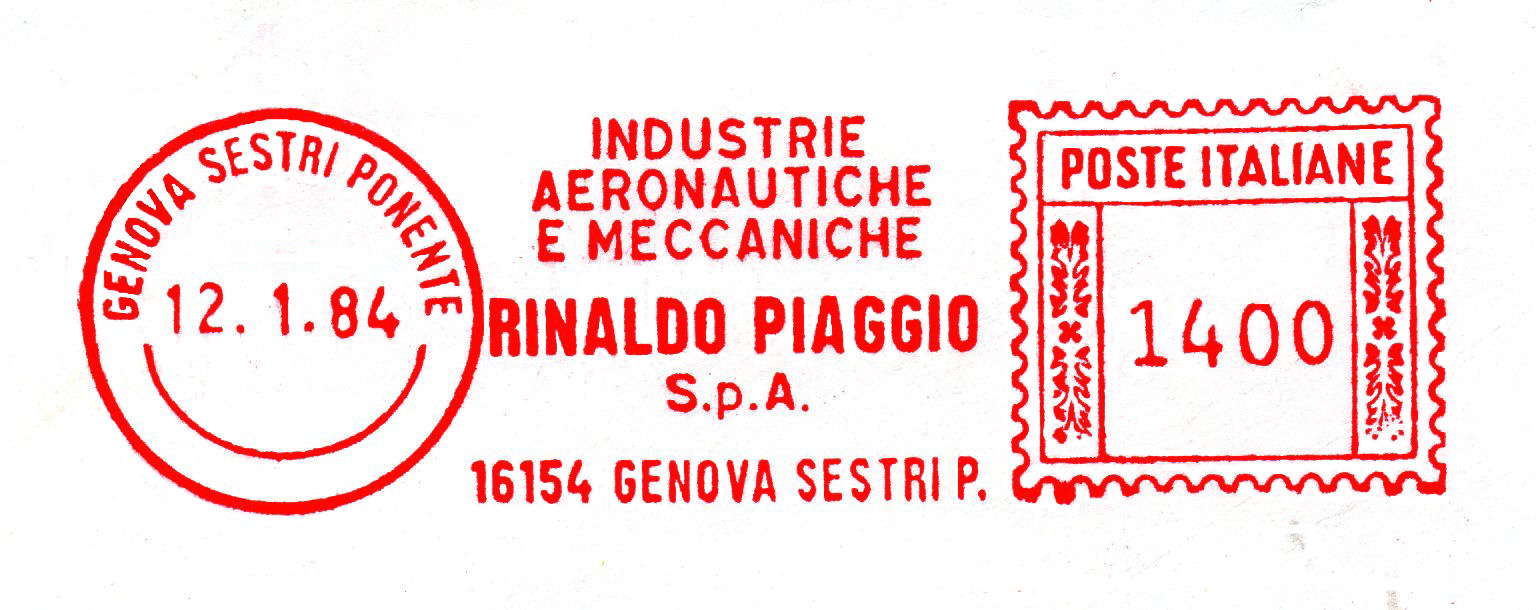 GENOVA SESTRI PONENTE
12. 1.84
INDUSTRIE
AERONAUTICHE
E MECCANICHE
RINALDO PIAGGIO
S.p.A.
16154 GENOVA SESTRI P.
POSTE ITALIANE
1400